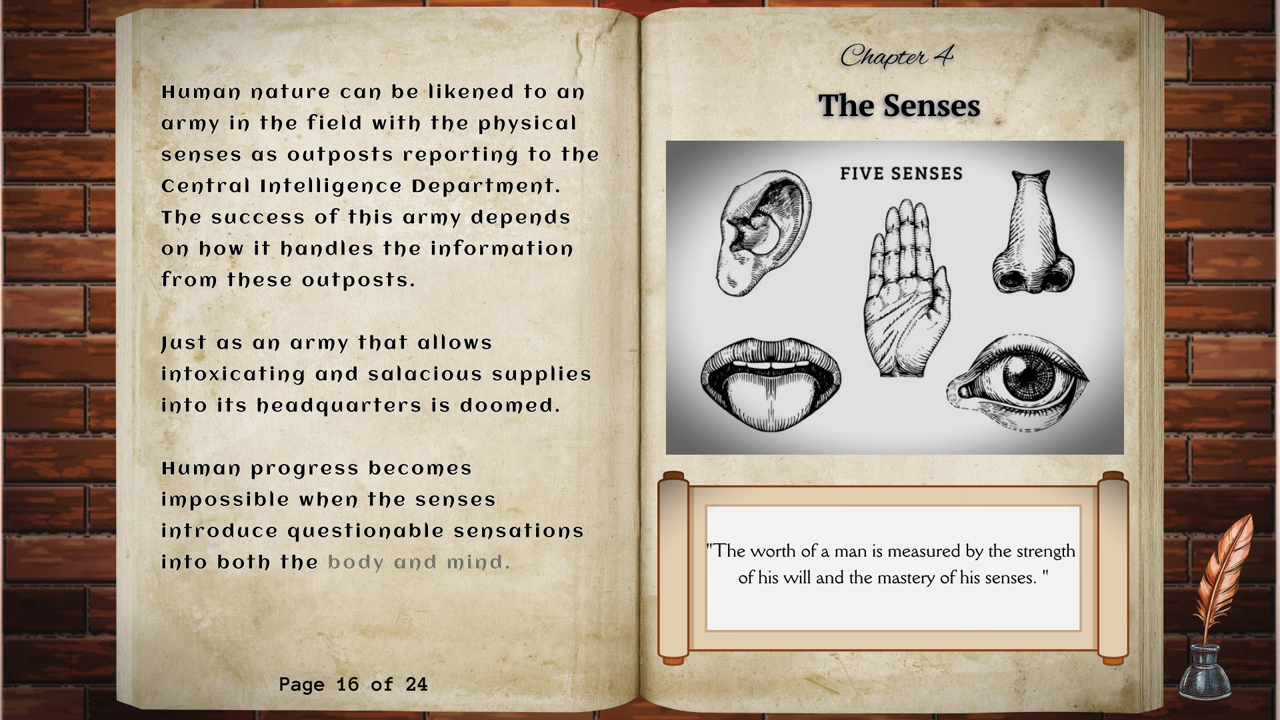 Human nature can be likened to an
army in the field with the physical
senses as outposts reporting to the
Central Intelligence Department.
The success of this army depends
on how it handles the information
from these outposts.
Just as an army that allows
intoxicating and salacious supplies
into its headquarters is doomed.
Human progress becomes
impossible when the senses
introduce questionable sensations
into both the body and mind.
Page 16 of 24
Chapter 4
The Senses
FIVE SENSES
"The worth of a man is measured by the strength
of his will and the mastery of his senses. "